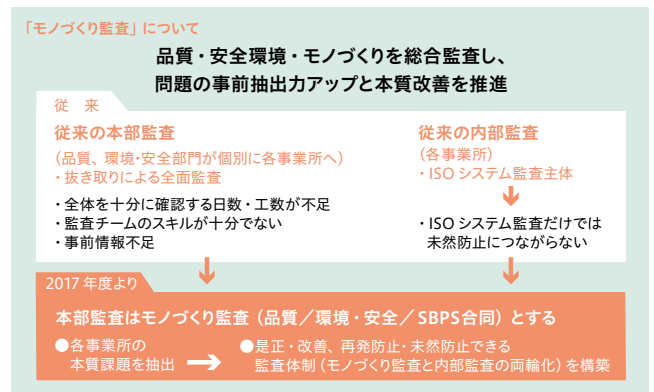 「モノづくり監査」について
品質・安全環境・モノづくりを総合監査し、
問題の事前抽出力アップと本質改善を推進
従 来
従来の本部監査
(品質、環境・安全部門が個別に各事業所へ)
・抜き取りによる全面監査
・全体を十分に確認する日数・工数が不足
・監査チームのスキルが十分でない
・事前情報不足
従来の内部監査
(各事業所)
・ISO システム監査主体
・ISO システム監査だけでは
未然防止につながらない
2017 年度より
本部監査はモノづくり監査（品質／環境・安全／SBPS合同）とする
●各事業所の
本質課題を抽出
●是正・改善、再発防止・未然防止できる
監査体制（モノづくり監査と内部監査の両輪化）を構築